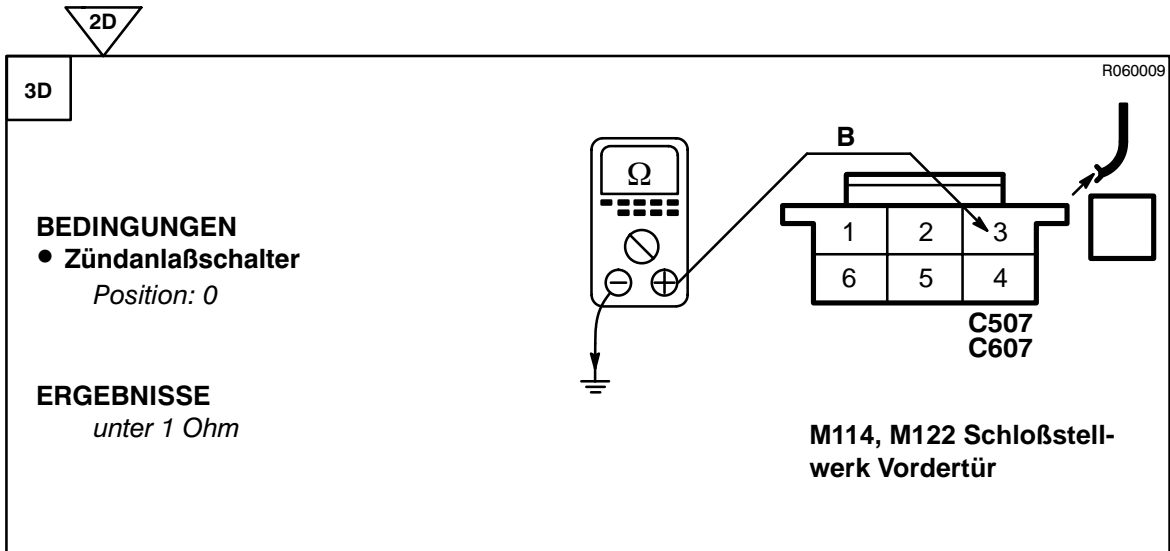 2D
3D
R060009
B
Ω
BEDINGUNGEN
• Zündanlaßschalter
Position: 0
1 2 3
6 5 4
C507
C607
ERGEBNISSE
unter 1 Ohm
M114, M122 Schloßstell-
werk Vordertür